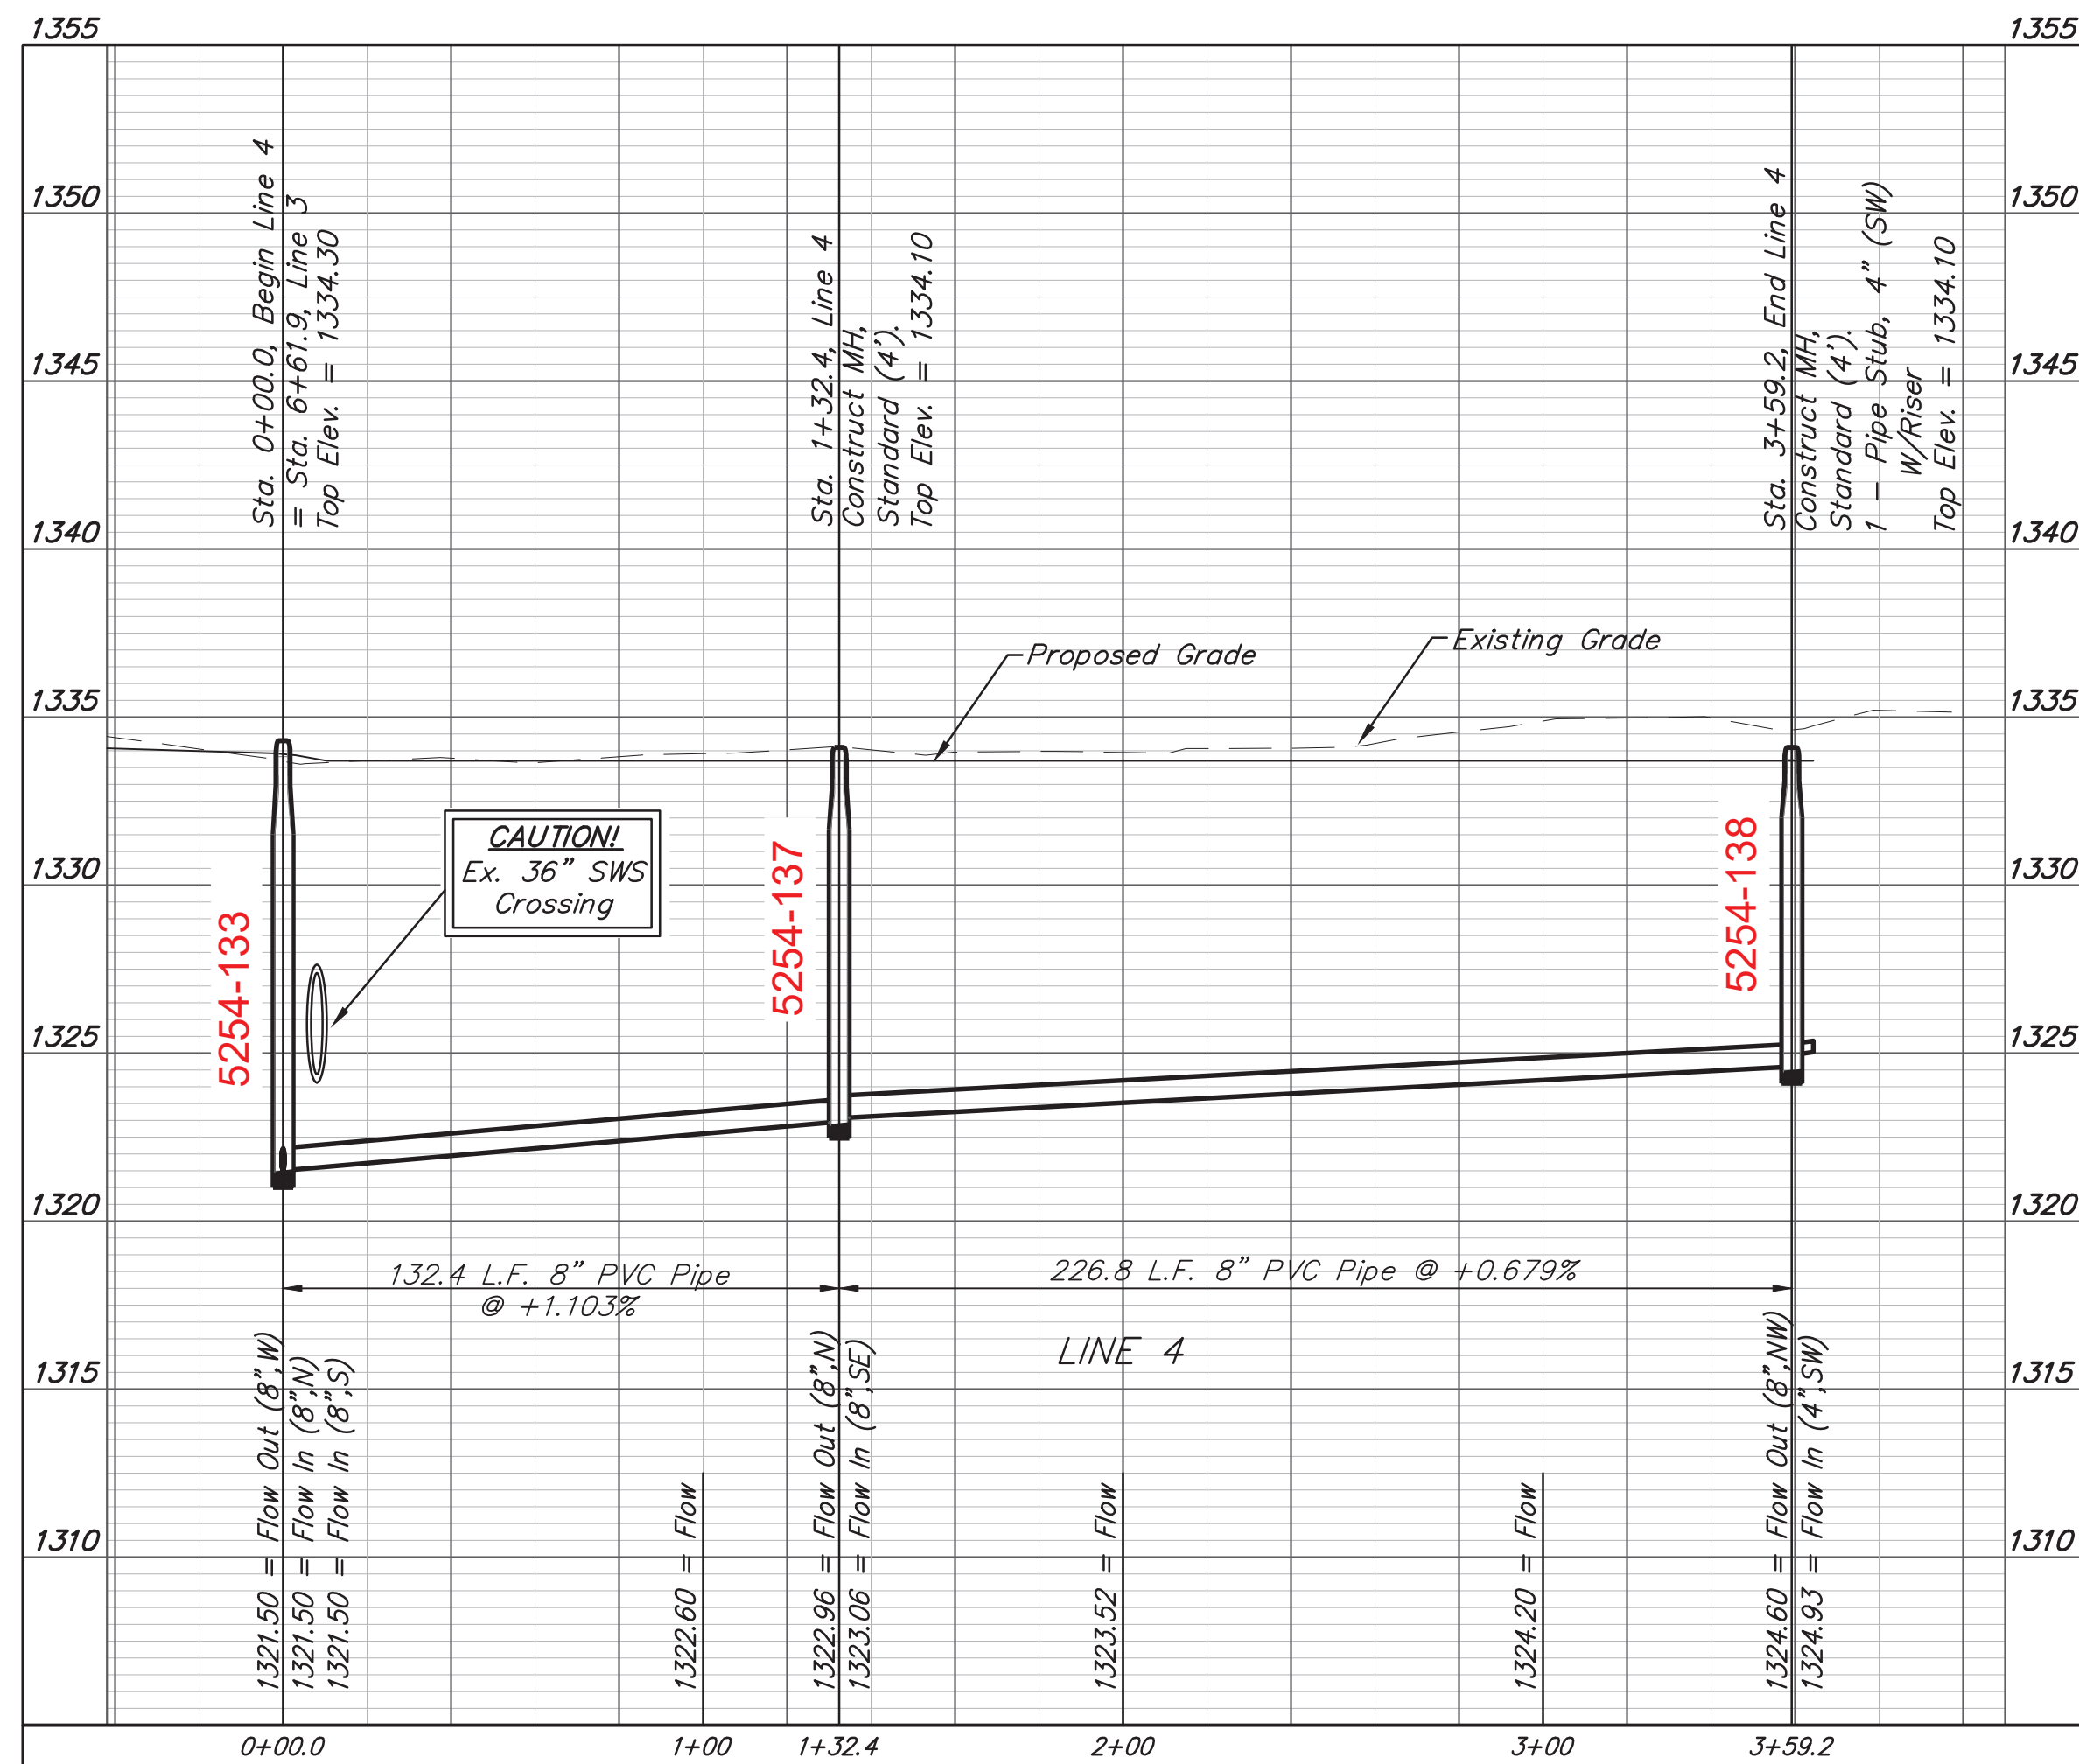 1355
1355
1350
1350
1345
1345
1340
1340
1335
1335
1330
1330
1325
1325
1320
1320
1315
1315
1310
1310
Sta. 0+00.0, Begin Line 4
= Sta. 6+61.9, Line 3
Top Elev. = 1334.30
Sta. 1+32.4, Line 4
Construct MH,
Standard (4').
Top Elev. = 1334.10
Sta. 3+59.2, End Line 4
Construct MH,
Standard (4').
1 - Pipe Stub, 4" (SW)
W/Riser
Top Elev. = 1334.10
Proposed Grade
Existing Grade
CAUTION!
Ex. 36" SWS
Crossing
5254-133
5254-137
5254-138
132.4 L.F. 8" PVC Pipe
@ +1.103%
226.8 L.F. 8" PVC Pipe @ +0.679%
LINE 4
1321.50 = Flow Out (8",W)
1321.50 = Flow In (8",N)
1321.50 = Flow In (8",S)
1322.60 = Flow
1322.96 = Flow Out (8",N)
1323.06 = Flow In (8",SE)
1323.52 = Flow
1324.20 = Flow
1324.60 = Flow Out (8",NW)
1324.93 = Flow In (4",SW)
0+00.0
1+00
1+32.4
2+00
3+00
3+59.2